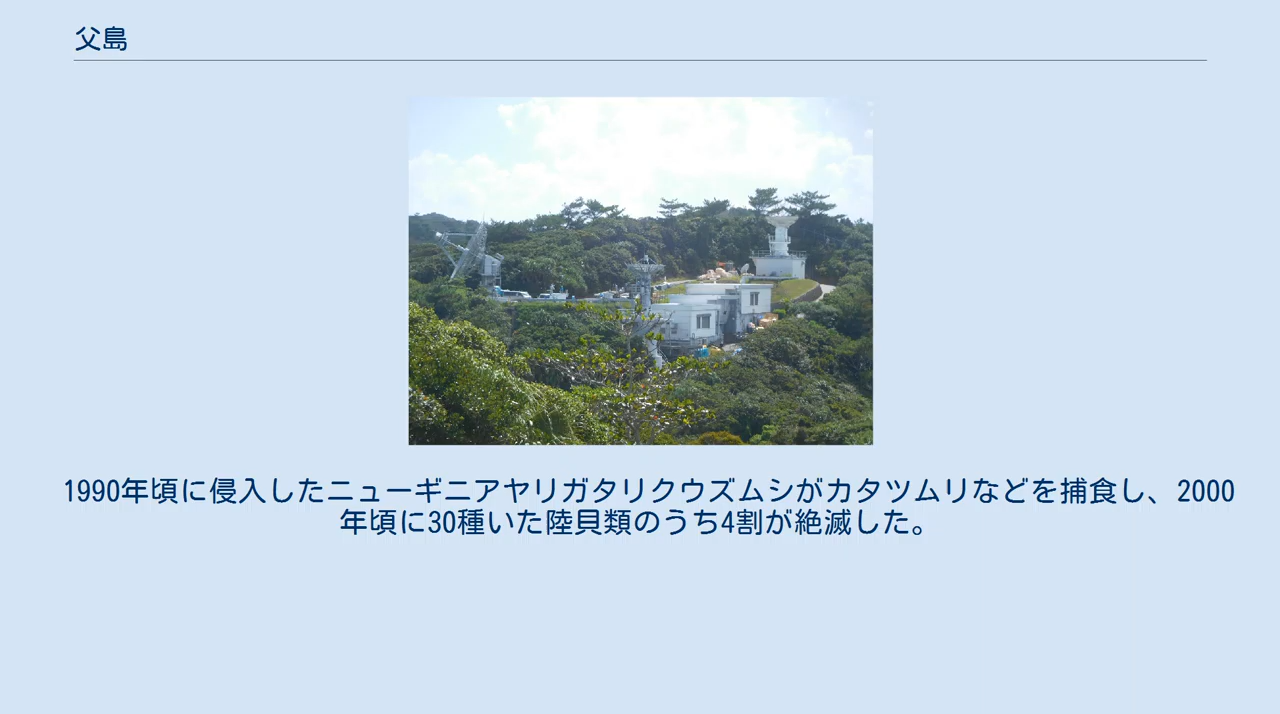 父島
1990年頃に侵入したニューギニアヤリガタリクウズムシがカタツムリなどを捕食し、2000
年頃に30種いた陸貝類のうち4割が絶滅した。